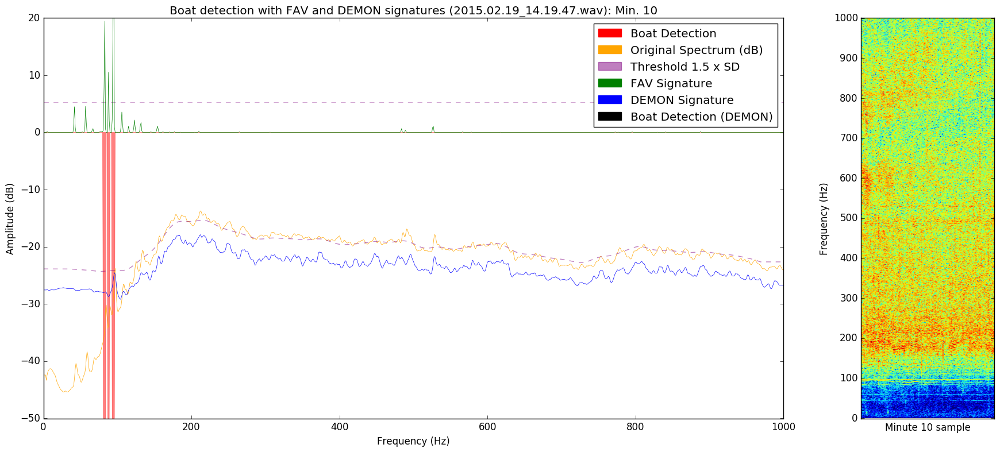 Boat detection with FAV and DEMON signatures (2015.02.19_14.19.47.wav): Min. 10
Boat Detection
Original Spectrum (dB)
Threshold 1.5 x SD
FAV Signature
DEMON Signature
Boat Detection (DEMON)
Amplitude (dB)
20
10
0
−10
−20
−30
−40
−50
0
200
400
600
800
1000
Frequency (Hz)
Frequency (Hz)
1000
900
800
700
600
500
400
300
200
100
0
Minute 10 sample